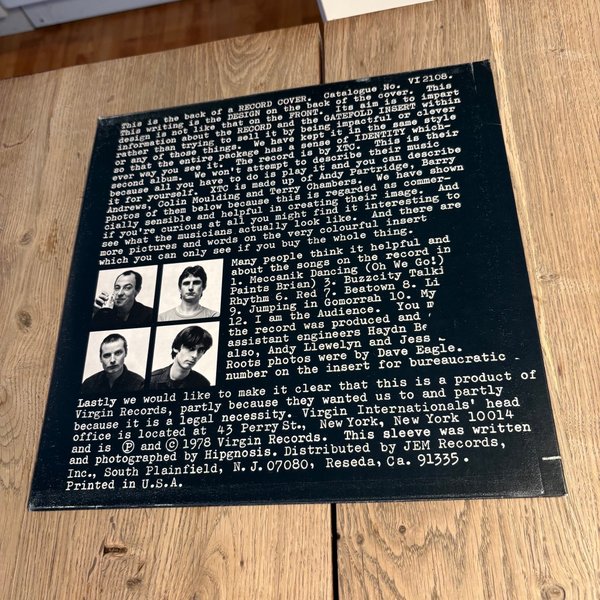 This is the back of a RECORD COVER. Catalogue No. VI 2108.
This writing is the DESIGN on the back of the cover. This
design is not like that on the FRONT. Its aim is to impart
information about the RECORD and the GATEFOLD INSERT within
rather than trying to sell it by being impactful or clever
or any of those things. We have kept it in the same style
so that the entire package has a sense of IDENTITY which-
ever way you see it. The record is by XTC. This is their
second album. We won't attempt to describe their music
because all you have to do is play it and you can describe
it for yourself. XTC is made up of Andy Partridge, Barry
Andrews, Colin Moulding and Terry Chambers. We have shown
photos of them below because this is regarded as commer-
cially sensible and helpful in creating their image. And
if you're curious at all you might find it interesting to
see what the musicians actually look like. And there are
more pictures and words on the very colourful insert
which you can only see if you buy the whole thing.
Many people think it helpful and
about the songs on the record in
1. Meccanik Dancing (Oh We Go!)
Paints Brian) 3. Buzzcity Talki
Rhythm 6. Red 7. Beatown 8. Li
9. Jumping in Gomorrah 10. My
12. I am the Audience. You m
the record was produced and
assistant engineers Haydn Be
also, Andy Llewelyn and Jess
Roots photos were by Dave Eagle.
number on the insert for bureaucratic
Lastly we would like to make it clear that this is a product of
Virgin Records, partly because they wanted us to and partly
because it is a legal necessity. Virgin Internationals' head
office is located at 43 Perry St., New York, New York 10014
and is ℗ and © 1978 Virgin Records. This sleeve was written
and photographed by Hipgnosis. Distributed by JEM Records,
Inc., South Plainfield, N.J. 07080, Reseda, Ca. 91335.
Printed in U.S.A.